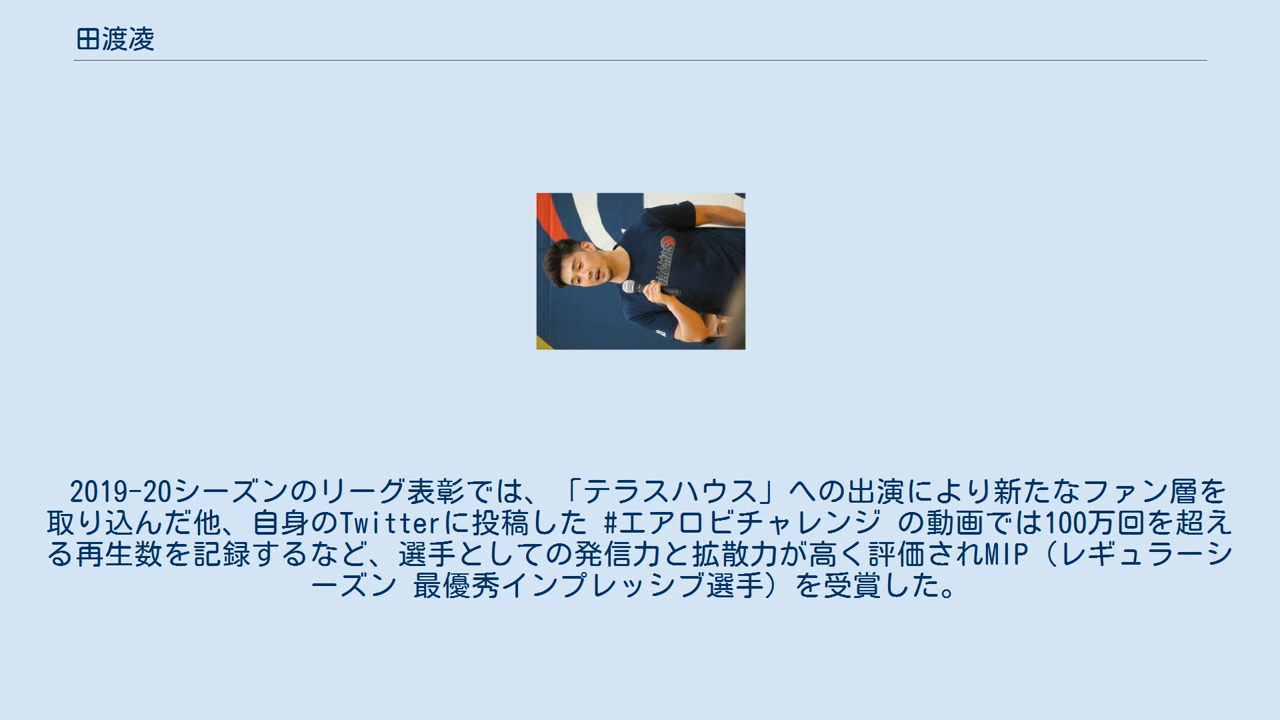 田渡凌
2019-20シーズンのリーグ表彰では、「テラスハウス」への出演により新たなファン層を
取り込んだ他、自身のTwitterに投稿した #エアロビチャレンジ の動画では100万回を超え
る再生数を記録するなど、選手としての発信力と拡散力が高く評価されMIP（レギュラーシ
ーズン 最優秀インプレッシブ選手）を受賞した。